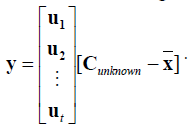 y = [u₁ u₂ ⋮ uₜ] [C_unknown − x̄] .